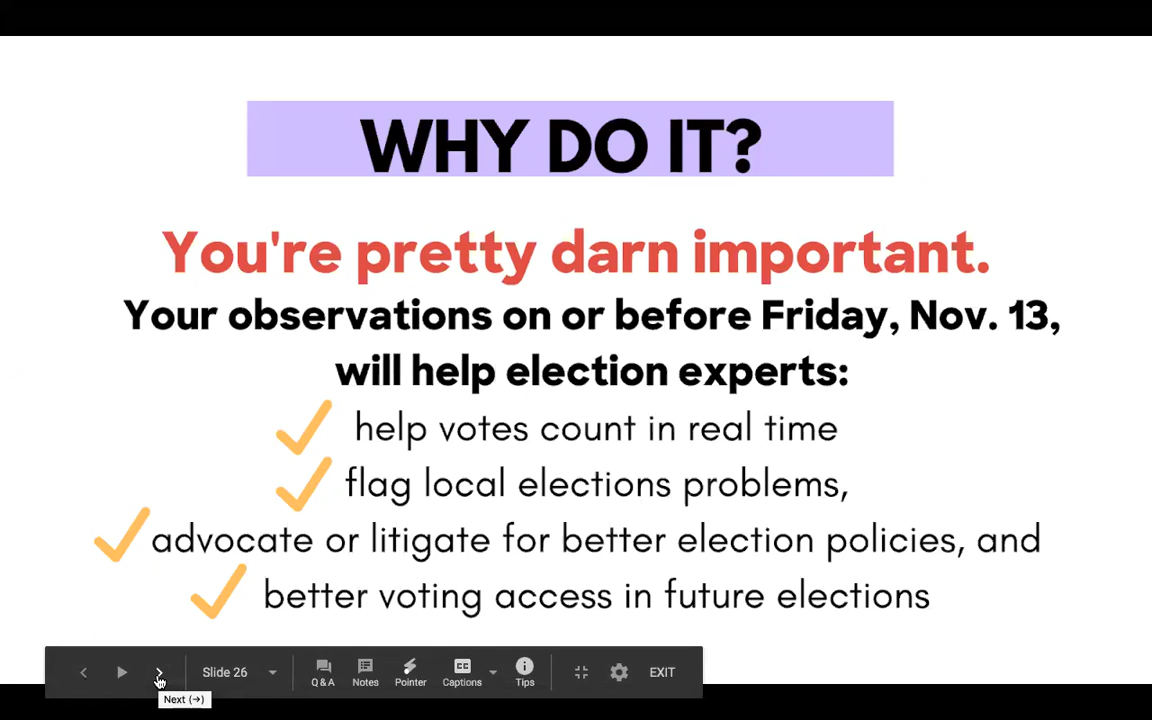 WHY DO IT?
You're pretty darn important.
Your observations on or before Friday, Nov. 13,
will help election experts:
help votes count in real time
flag local elections problems,
advocate or litigate for better election policies, and
better voting access in future elections
Slide 26
Q & A
Notes
Pointer
Captions
Tips
EXIT
Next (→)